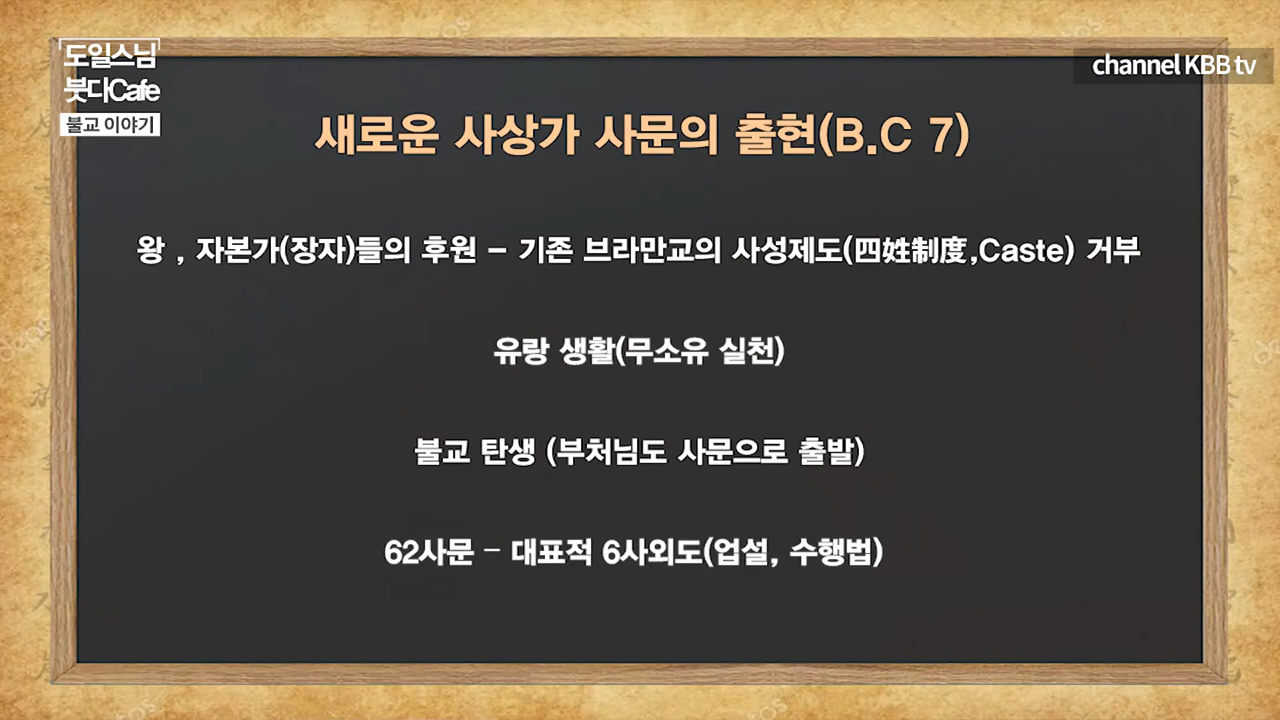 도일스님
붓다Cafe
불교 이야기
channel KBB tv
새로운 사상가 사문의 출현(B.C 7)
왕 , 자본가(장자)들의 후원 – 기존 브라만교의 사성제도(四姓制度,Caste) 거부
유랑 생활(무소유 실천)
불교 탄생 (부처님도 사문으로 출발)
62사문 – 대표적 6사외도(업설, 수행법)